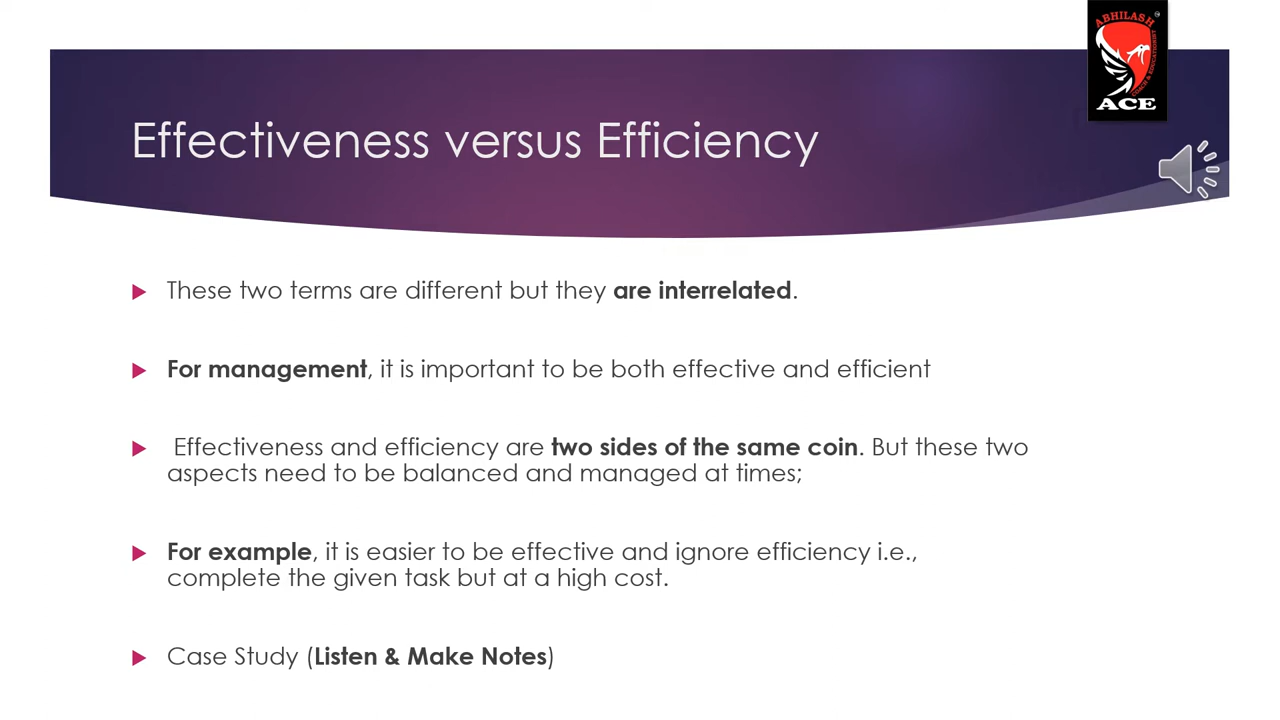 ABHILASH
COACH & EDUCATIONIST
ACE
Effectiveness versus Efficiency
These two terms are different but they are interrelated.
For management, it is important to be both effective and efficient
Effectiveness and efficiency are two sides of the same coin. But these two
aspects need to be balanced and managed at times;
For example, it is easier to be effective and ignore efficiency i.e.,
complete the given task but at a high cost.
Case Study (Listen & Make Notes)